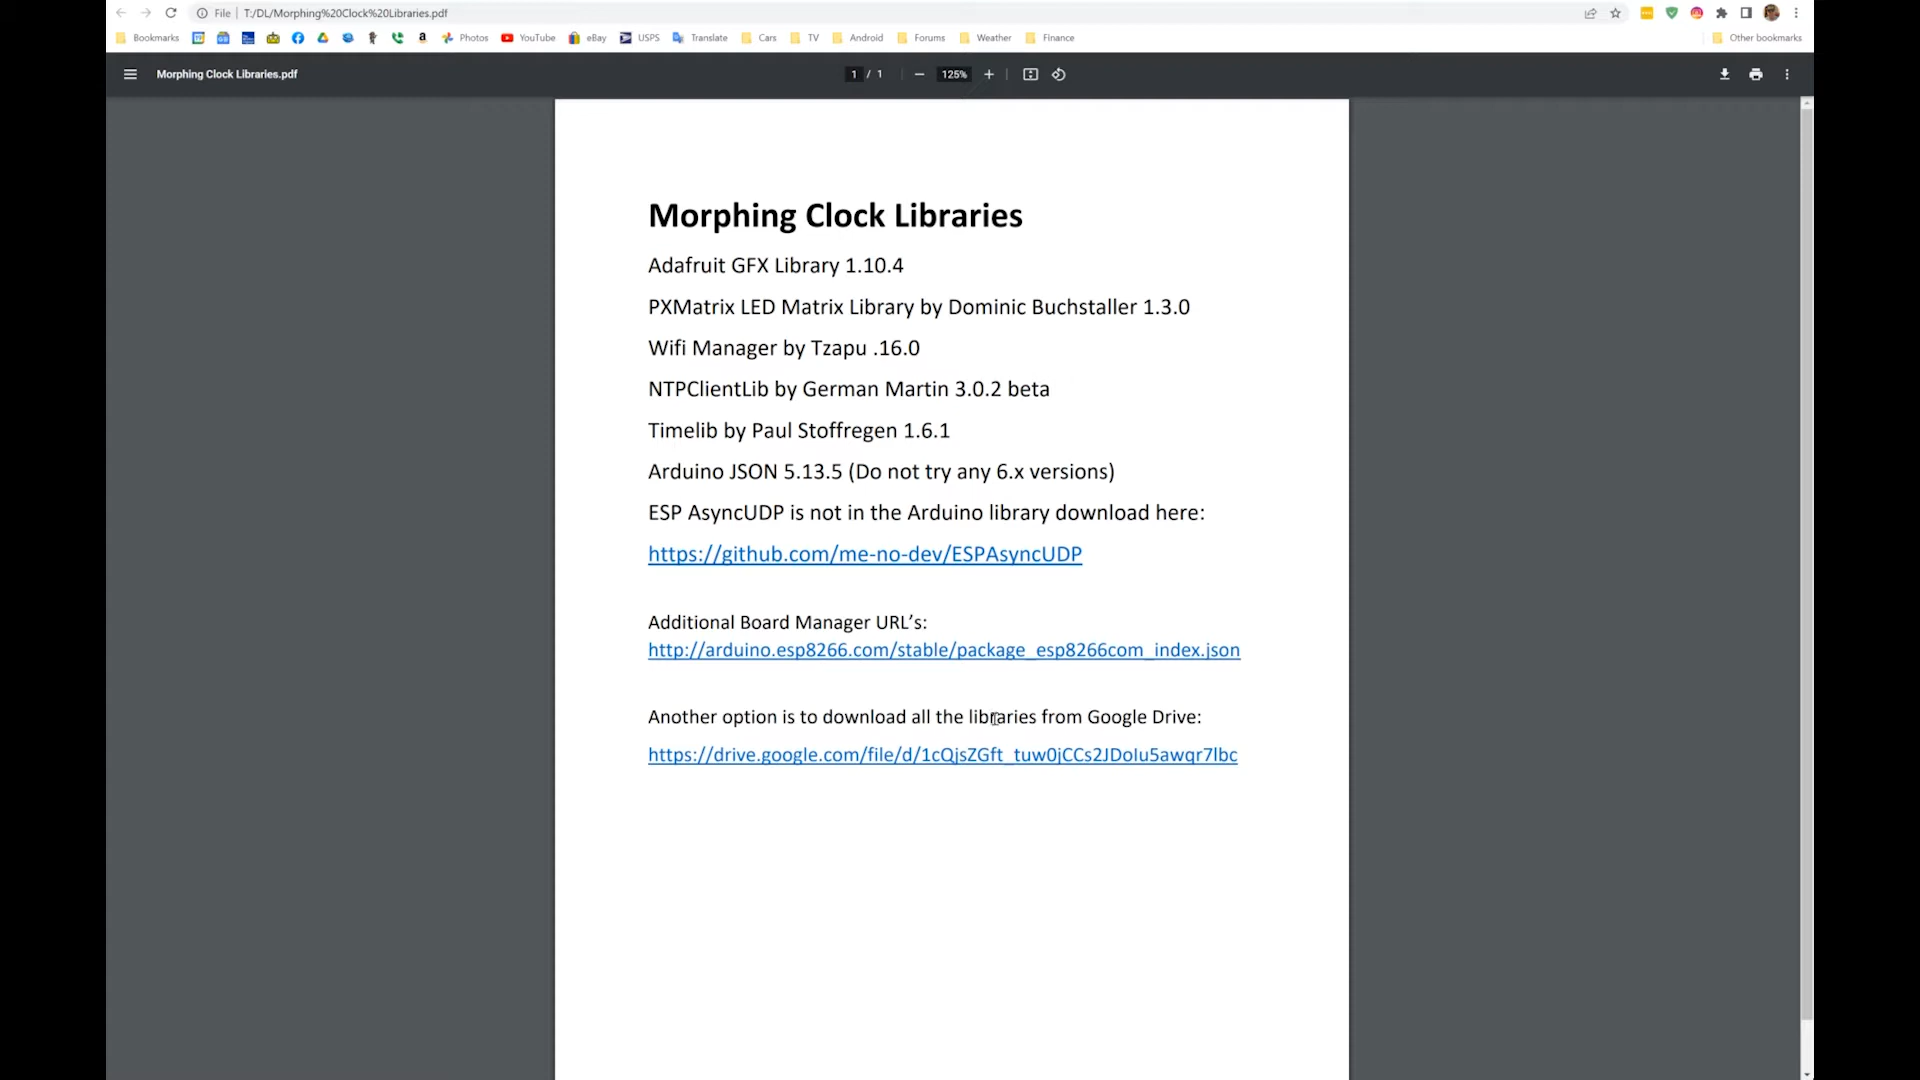 File | T:/DL/Morphing%20Clock%20Libraries.pdf
Bookmarks Photos YouTube eBay USPS Translate Cars TV Android Forums Weather Finance Other bookmarks
Morphing Clock Libraries.pdf 1 / 1 125%
Morphing Clock Libraries
Adafruit GFX Library 1.10.4
PXMatrix LED Matrix Library by Dominic Buchstaller 1.3.0
Wifi Manager by Tzapu .16.0
NTPClientLib by German Martin 3.0.2 beta
Timelib by Paul Stoffregen 1.6.1
Arduino JSON 5.13.5 (Do not try any 6.x versions)
ESP AsyncUDP is not in the Arduino library download here:
https://github.com/me-no-dev/ESPAsyncUDP
Additional Board Manager URL’s:
http://arduino.esp8266.com/stable/package_esp8266com_index.json
Another option is to download all the libraries from Google Drive:
https://drive.google.com/file/d/1cQjsZGft_tuw0jCCs2JDoIu5awqr7lbc